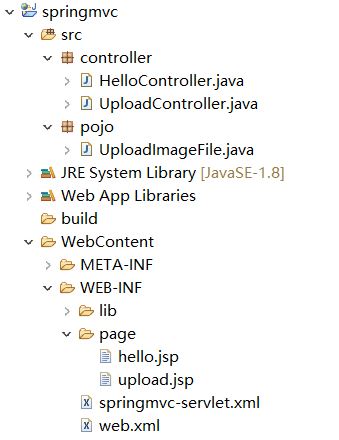 springmvc
src
controller
HelloController.java
UploadController.java
pojo
UploadImageFile.java
JRE System Library [JavaSE-1.8]
Web App Libraries
build
WebContent
META-INF
WEB-INF
lib
page
hello.jsp
upload.jsp
springmvc-servlet.xml
web.xml